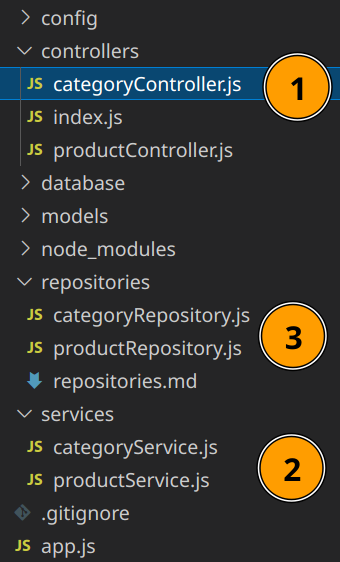 config
controllers
JS categoryController.js 1
JS index.js
JS productController.js
database
models
node_modules
repositories
JS categoryRepository.js
JS productRepository.js 3
repositories.md
services
JS categoryService.js
JS productService.js 2
.gitignore
JS app.js